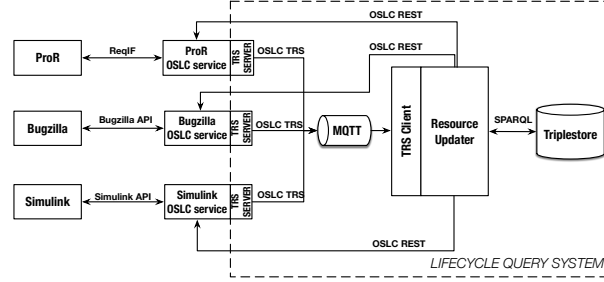 OSLC REST
OSLC REST
ProR
ReqIF
ProR
OSLC service
TRS
SERVER
OSLC TRS
Bugzilla
Bugzilla API
Bugzilla
OSLC service
TRS
SERVER
OSLC TRS
MQTT
TRS Client
Resource
Updater
SPARQL
Triplestore
Simulink
Simulink API
Simulink
OSLC service
TRS
SERVER
OSLC TRS
OSLC REST
LIFECYCLE QUERY SYSTEM